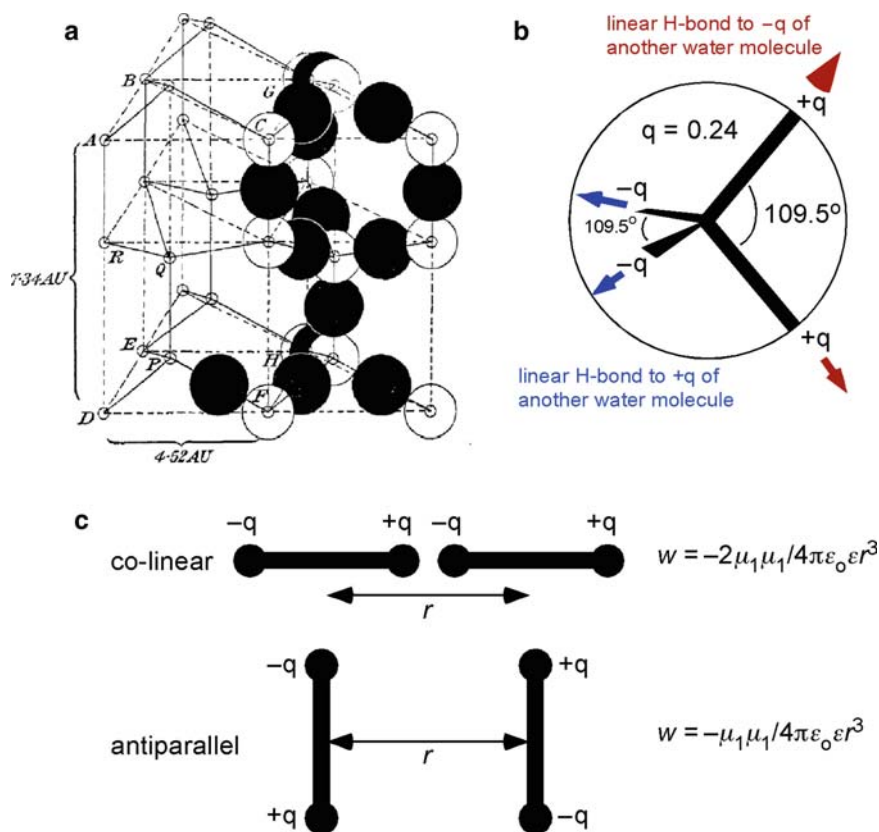 a
B
G
A
C
R
Q
7·34AU
E
P
H
D
F
4·52AU
b
linear H-bond to –q of
another water molecule
+q
q = 0.24
–q
109.5°
109.5°
–q
+q
linear H-bond to +q of
another water molecule
c
–q +q –q +q
co-linear
w = –2μ₁μ₁/4πεₒεr³
r
–q +q
antiparallel
r
w = –μ₁μ₁/4πεₒεr³
+q –q